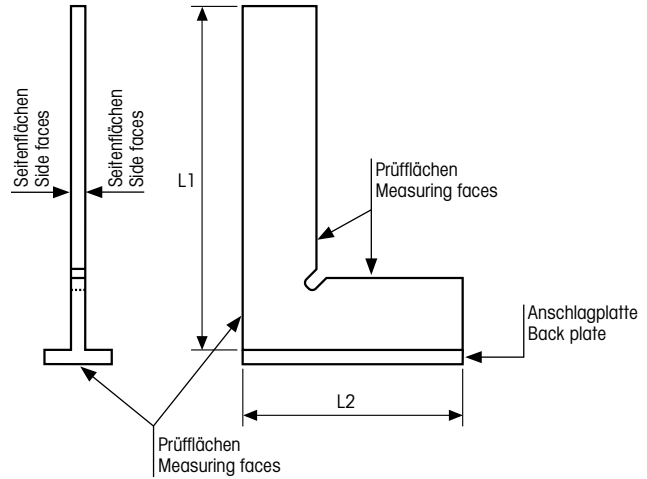 Seitenflächen
Side faces
Seitenflächen
Side faces
L1
Prüfflächen
Measuring faces
Anschlagplatte
Back plate
L2
Prüfflächen
Measuring faces